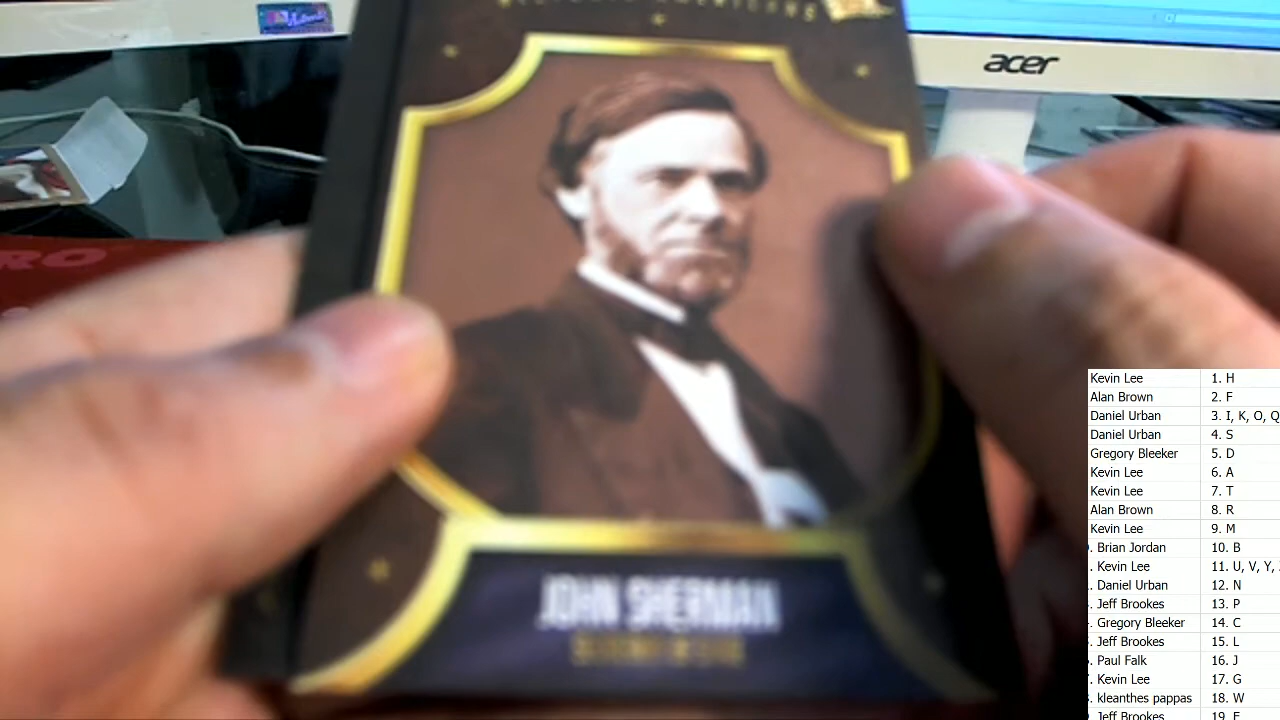 acer
RO
JOHN SHERMAN
Kevin Lee 1. H
Alan Brown 2. F
Daniel Urban 3. I, K, O, Q
Daniel Urban 4. S
Gregory Bleeker 5. D
Kevin Lee 6. A
Kevin Lee 7. T
Alan Brown 8. R
Kevin Lee 9. M
. Brian Jordan 10. B
. Kevin Lee 11. U, V, Y,
. Daniel Urban 12. N
. Jeff Brookes 13. P
. Gregory Bleeker 14. C
. Jeff Brookes 15. L
. Paul Falk 16. J
. Kevin Lee 17. G
. kleanthes pappas 18. W
. Jeff Brookes 19. E